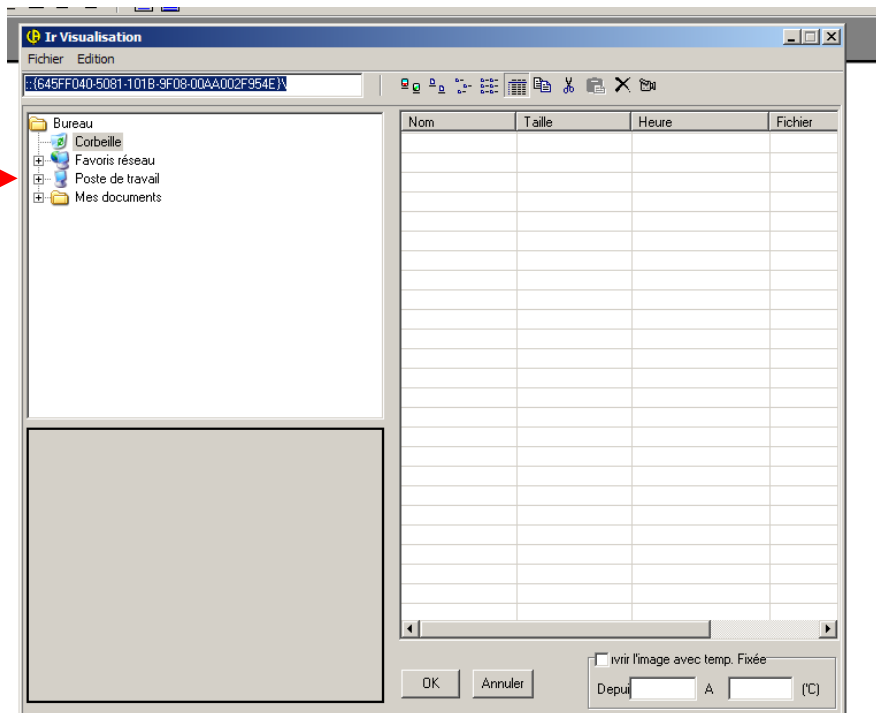 Ir Visualisation
Fichier Edition
::{645FF040-5081-101B-9F08-00AA002F954E}\
Bureau
Corbeille
Favoris réseau
Poste de travail
Mes documents
Nom Taille Heure Fichier
OK Annuler
ivrir l'image avec temp. Fixée
Depui A (°C)